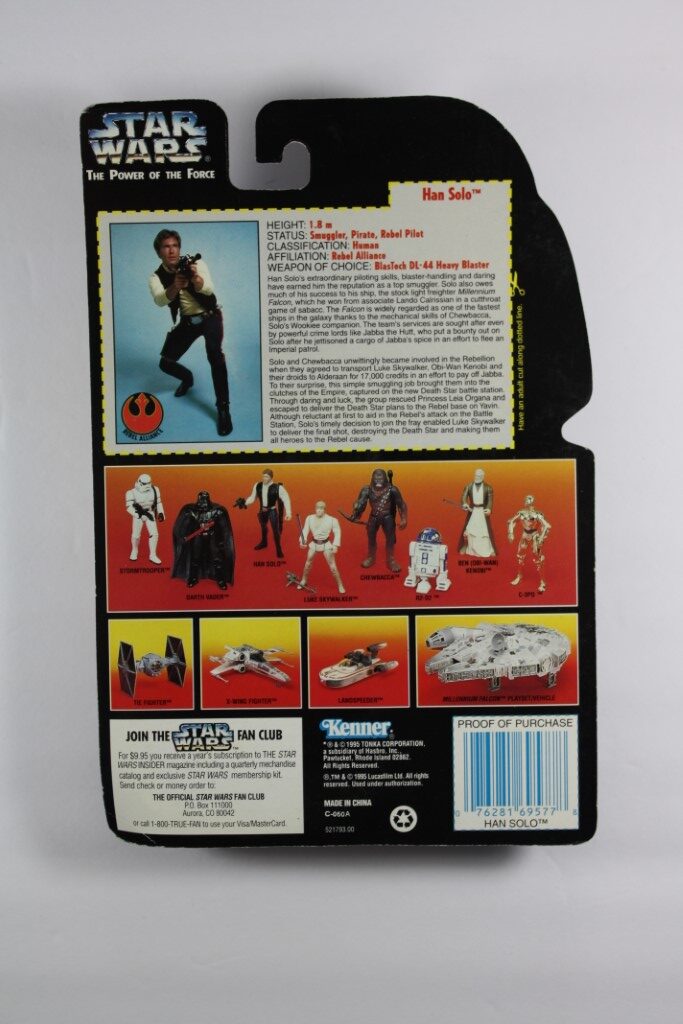 STAR
WARS®
THE POWER OF THE FORCE
Han Solo™
HEIGHT: 1.8 m
STATUS: Smuggler, Pirate, Rebel Pilot
CLASSIFICATION: Human
AFFILIATION: Rebel Alliance
WEAPON OF CHOICE: BlasTech DL-44 Heavy Blaster
Han Solo's extraordinary piloting skills, blaster-handling and daring
have earned him the reputation as a top smuggler. Solo also owes
much of his success to his ship, the stock light freighter Millennium
Falcon, which he won from associate Lando Calrissian in a cutthroat
game of sabacc. The Falcon is widely regarded as one of the fastest
ships in the galaxy thanks to the mechanical skills of Chewbacca,
Solo's Wookiee companion. The team's services are sought after even
by powerful crime lords like Jabba the Hutt, who put a bounty out on
Solo after he jettisoned a cargo of Jabba's spice in an effort to flee an
Imperial patrol.
Solo and Chewbacca unwittingly became involved in the Rebellion
when they agreed to transport Luke Skywalker, Obi-Wan Kenobi and
their droids to Alderaan for 17,000 credits in an effort to pay off Jabba.
To their surprise, this simple smuggling job brought them into the
clutches of the Empire, captured on the new Death Star battle station.
Through daring and luck, the group rescued Princess Leia Organa and
escaped to deliver the Death Star plans to the Rebel base on Yavin.
Although reluctant at first to aid in the Rebel's attack on the Battle
Station, Solo's timely decision to join the fray enabled Luke Skywalker
to deliver the final shot, destroying the Death Star and making them
all heroes to the Rebel cause.
REBEL ALLIANCE
Have an adult cut along dotted line.
STORMTROOPER™
DARTH VADER™
HAN SOLO™
LUKE SKYWALKER™
CHEWBACCA™
R2-D2™
BEN (OBI-WAN)
KENOBI™
C-3PO™
TIE FIGHTER™
X-WING FIGHTER™
LANDSPEEDER™
MILLENNIUM FALCON™ PLAYSET/VEHICLE
JOIN THE STAR WARS™ FAN CLUB
For $9.95 you receive a year's subscription to THE STAR
WARS INSIDER magazine including a quarterly merchandise
catalog and exclusive STAR WARS membership kit.
Send check or money order to:
THE OFFICIAL STAR WARS FAN CLUB
P.O. Box 111000
Aurora, CO 80042
or call 1-800-TRUE-FAN to use your Visa/MasterCard.
Kenner®
*® & © 1995 TONKA CORPORATION,
a subsidiary of Hasbro, Inc.,
Pawtucket, Rhode Island 02862.
All Rights Reserved.
®,™ & © 1995 Lucasfilm Ltd. All rights
reserved. Used under authorization.
MADE IN CHINA
C-060A
521793.00
PROOF OF PURCHASE
0 76281 69577 8
HAN SOLO™